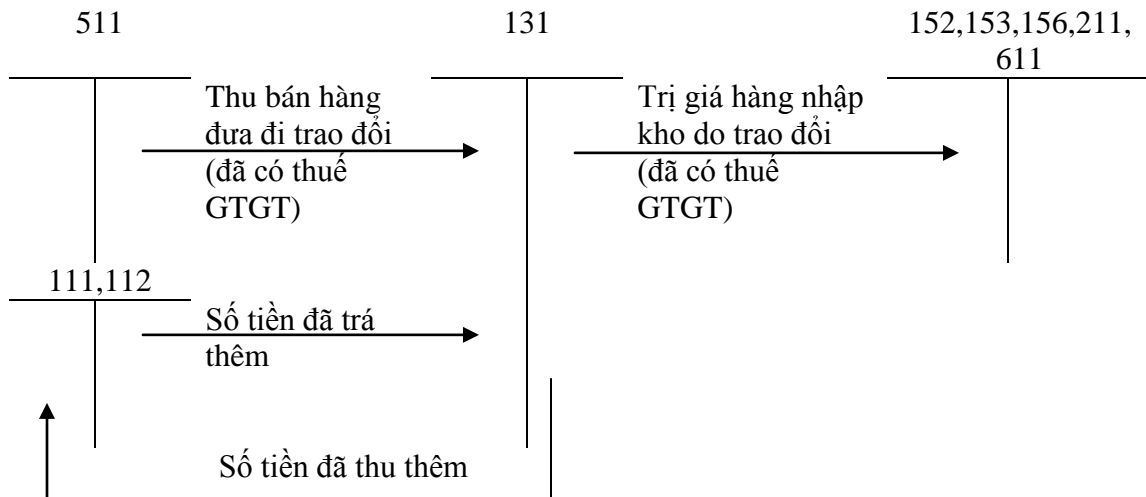 511
131
152,153,156,211,
611
Thu bán hàng
đưa đi trao đổi
(đã có thuế
GTGT)
Trị giá hàng nhập
kho do trao đổi
(đã có thuế
GTGT)
111,112
Số tiền đã trá
thêm
Số tiền đã thu thêm